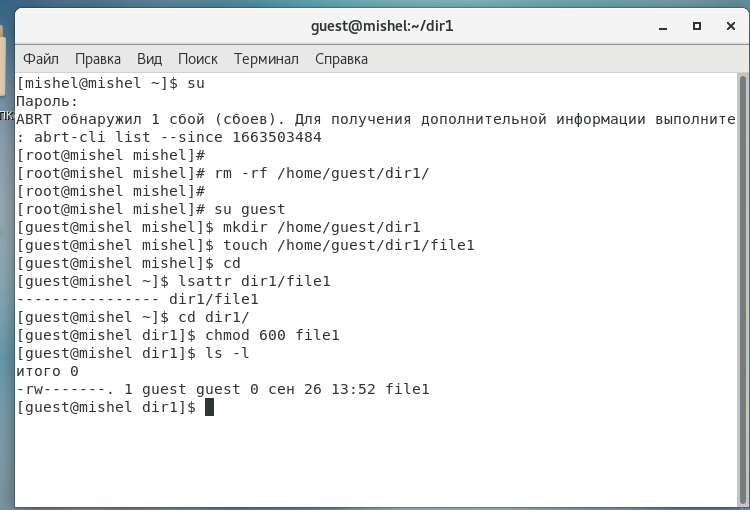 guest@mishel:~/dir1
Файл Правка Вид Поиск Терминал Справка
[mishel@mishel ~]$ su
Пароль:
ABRT обнаружил 1 сбой (сбоев). Для получения дополнительной информации выполните
: abrt-cli list --since 1663503484
[root@mishel mishel]#
[root@mishel mishel]# rm -rf /home/guest/dir1/
[root@mishel mishel]#
[root@mishel mishel]# su guest
[guest@mishel mishel]$ mkdir /home/guest/dir1
[guest@mishel mishel]$ touch /home/guest/dir1/file1
[guest@mishel mishel]$ cd
[guest@mishel ~]$ lsattr dir1/file1
---------------- dir1/file1
[guest@mishel ~]$ cd dir1/
[guest@mishel dir1]$ chmod 600 file1
[guest@mishel dir1]$ ls -l
итого 0
-rw-------. 1 guest guest 0 сен 26 13:52 file1
[guest@mishel dir1]$